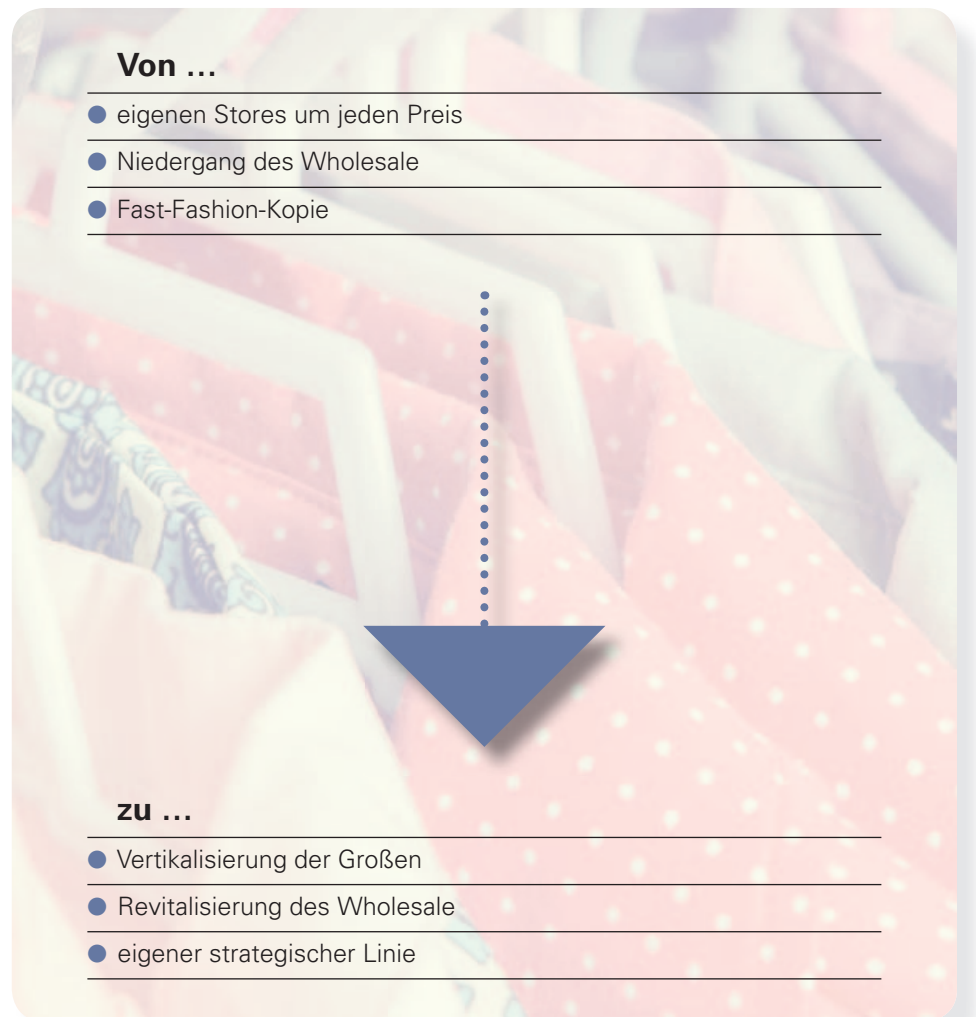 Von ...
● eigenen Stores um jeden Preis
● Niedergang des Wholesale
● Fast-Fashion-Kopie
zu ...
● Vertikalisierung der Großen
● Revitalisierung des Wholesale
● eigener strategischer Linie